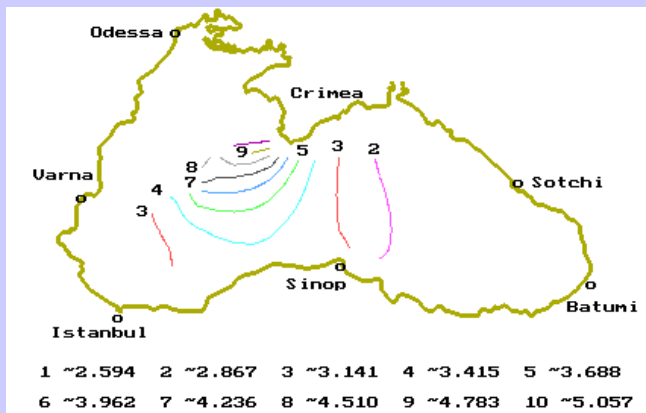 Odessa
Crimea
9 5 3 2
8
Varna 7 Sotchi
4
3
Sinop
Batumi
Istanbul
1 ~2.594 2 ~2.867 3 ~3.141 4 ~3.415 5 ~3.688
6 ~3.962 7 ~4.236 8 ~4.510 9 ~4.783 10 ~5.057